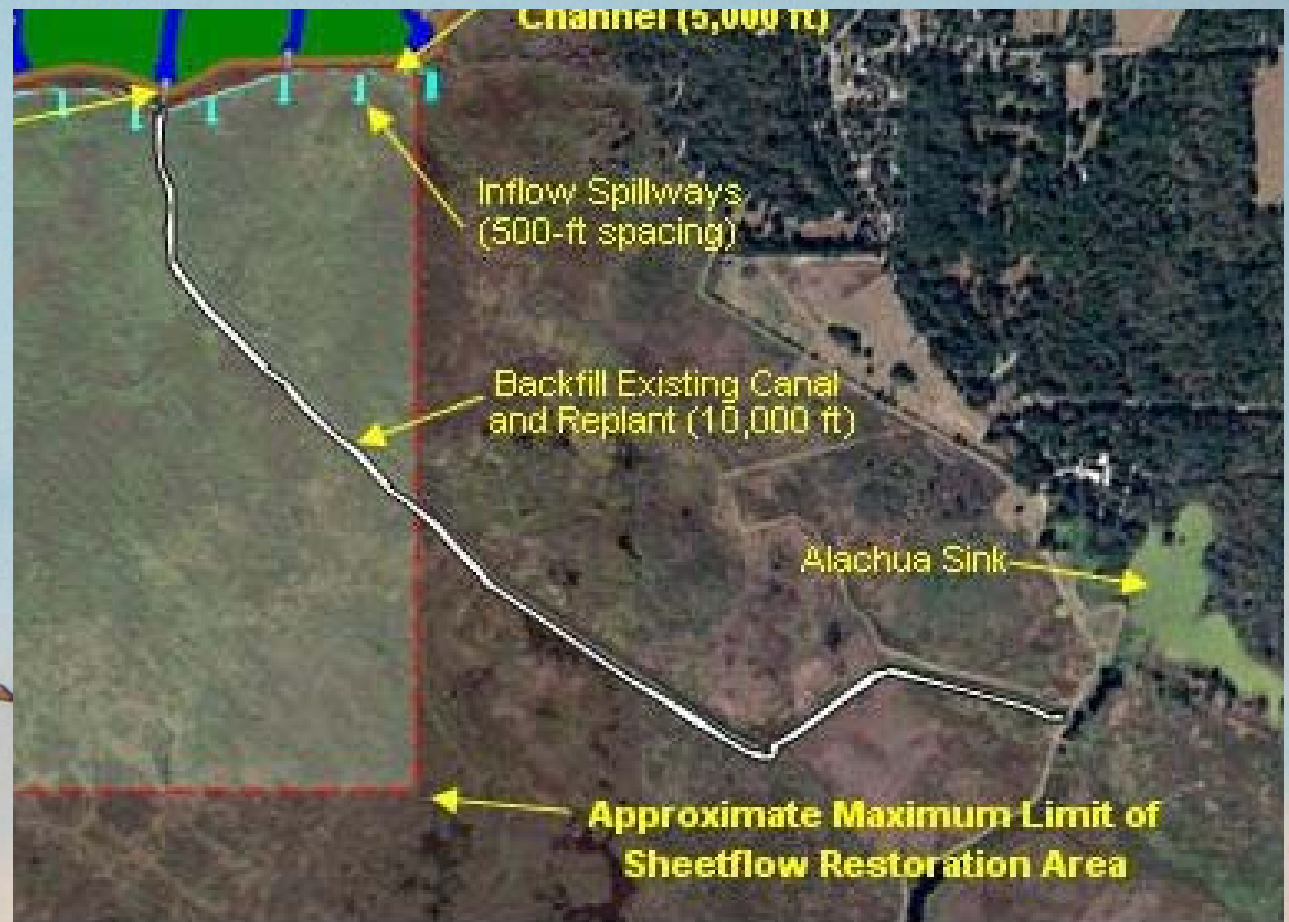 Channel (5,000 ft)
Inflow Spillways
(500-ft spacing)
Backfill Existing Canal
and Replant (10,000 ft)
Alachua Sink
Approximate Maximum Limit of
Sheetflow Restoration Area